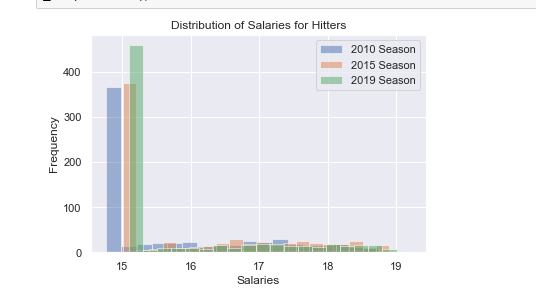 Distribution of Salaries for Hitters
2010 Season
2015 Season
2019 Season
400
300
200
100
0
Frequency
15 16 17 18 19
Salaries